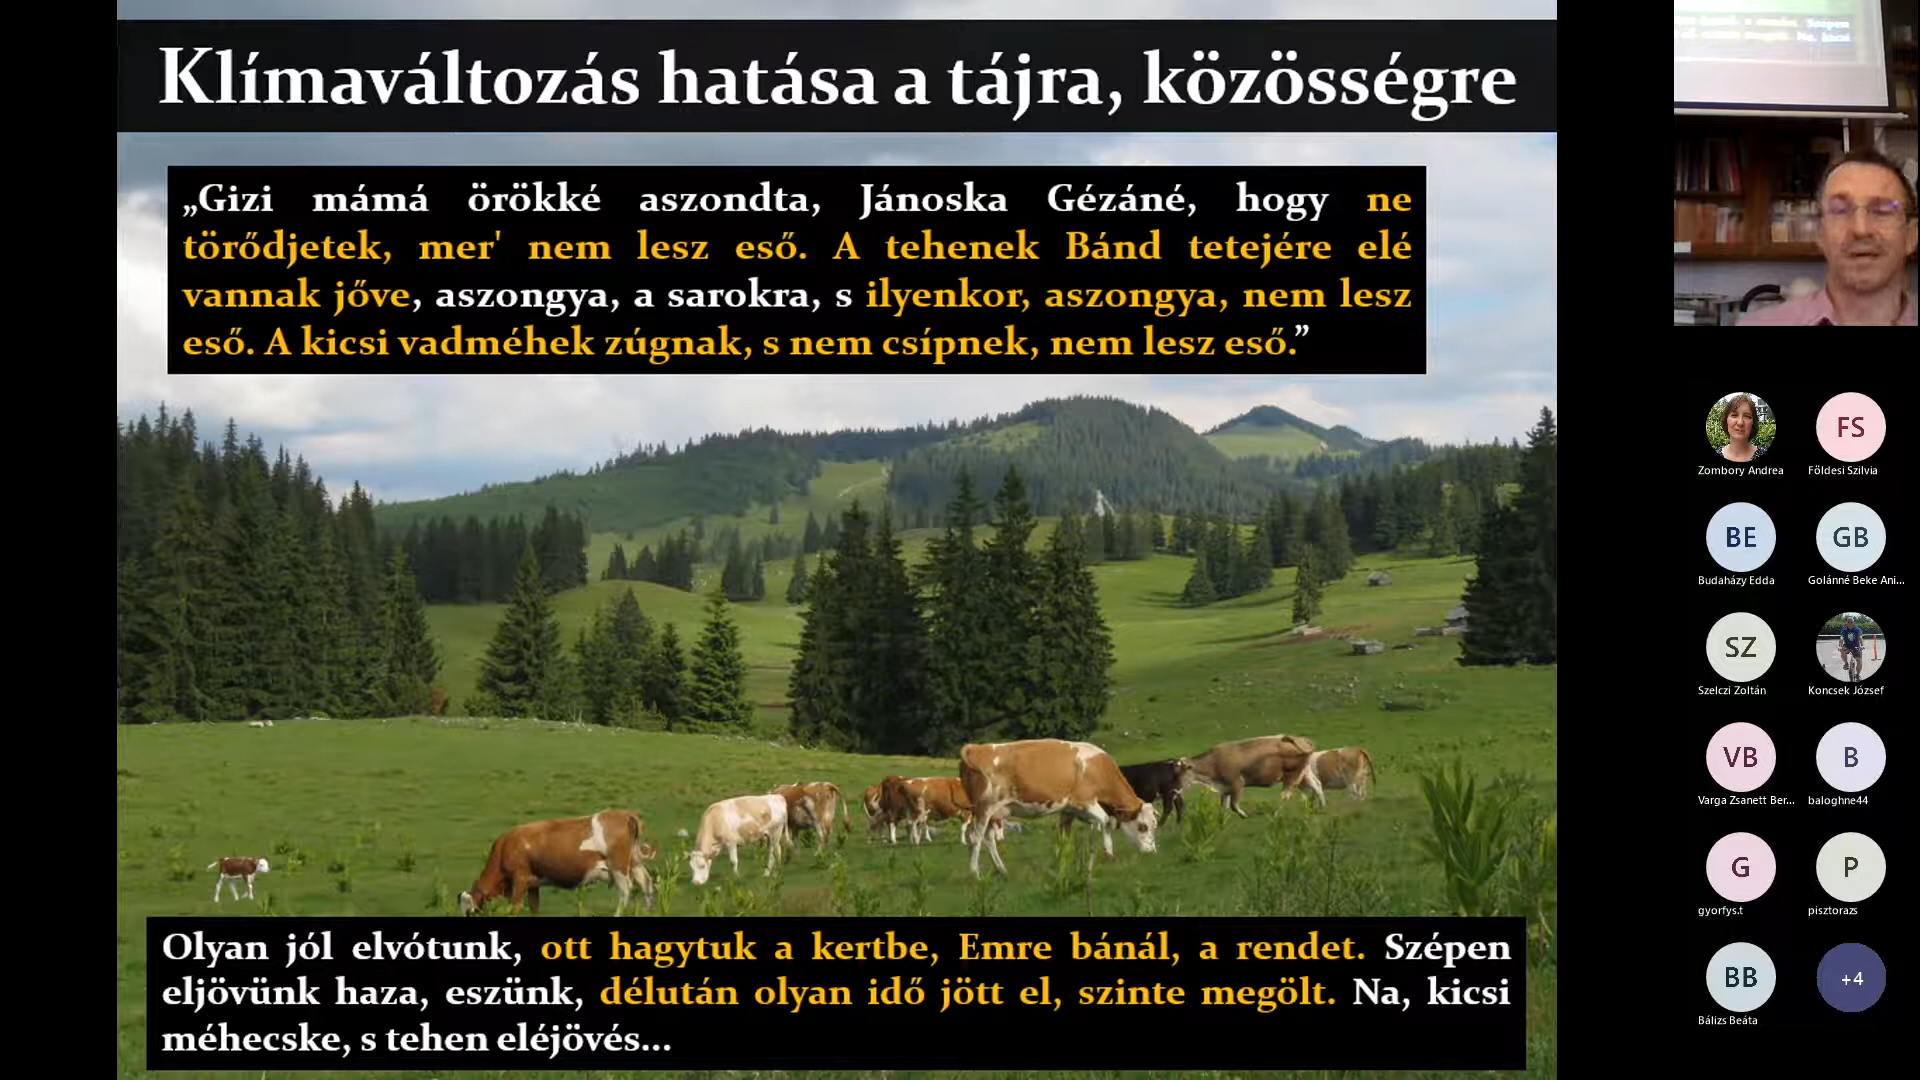 Klímaváltozás hatása a tájra, közösségre
„Gizi mámá örökké aszondta, Jánoska Gézáné, hogy ne
törődjetek, mer' nem lesz eső. A tehenek Bánd tetejére elé
vannak jőve, aszongya, a sarokra, s ilyenkor, aszongya, nem lesz
eső. A kicsi vadméhek zúgnak, s nem csípnek, nem lesz eső.”
Olyan jól elvótunk, ott hagytuk a kertbe, Emre bánál, a rendet. Szépen
eljövünk haza, eszünk, délután olyan idő jött el, szinte megölt. Na, kicsi
méhecske, s tehen eléjövés...
Szépen
Na, kicsi
Zombory Andrea
FS
Földesi Szilvia
BE
Budaházy Edda
GB
Golánné Beke Ani...
SZ
Szelczi Zoltán
Koncsek József
VB
Varga Zsanett Ber...
B
baloghne44
G
gyorfys.t
P
pisztorazs
BB
Bálizs Beáta
+4